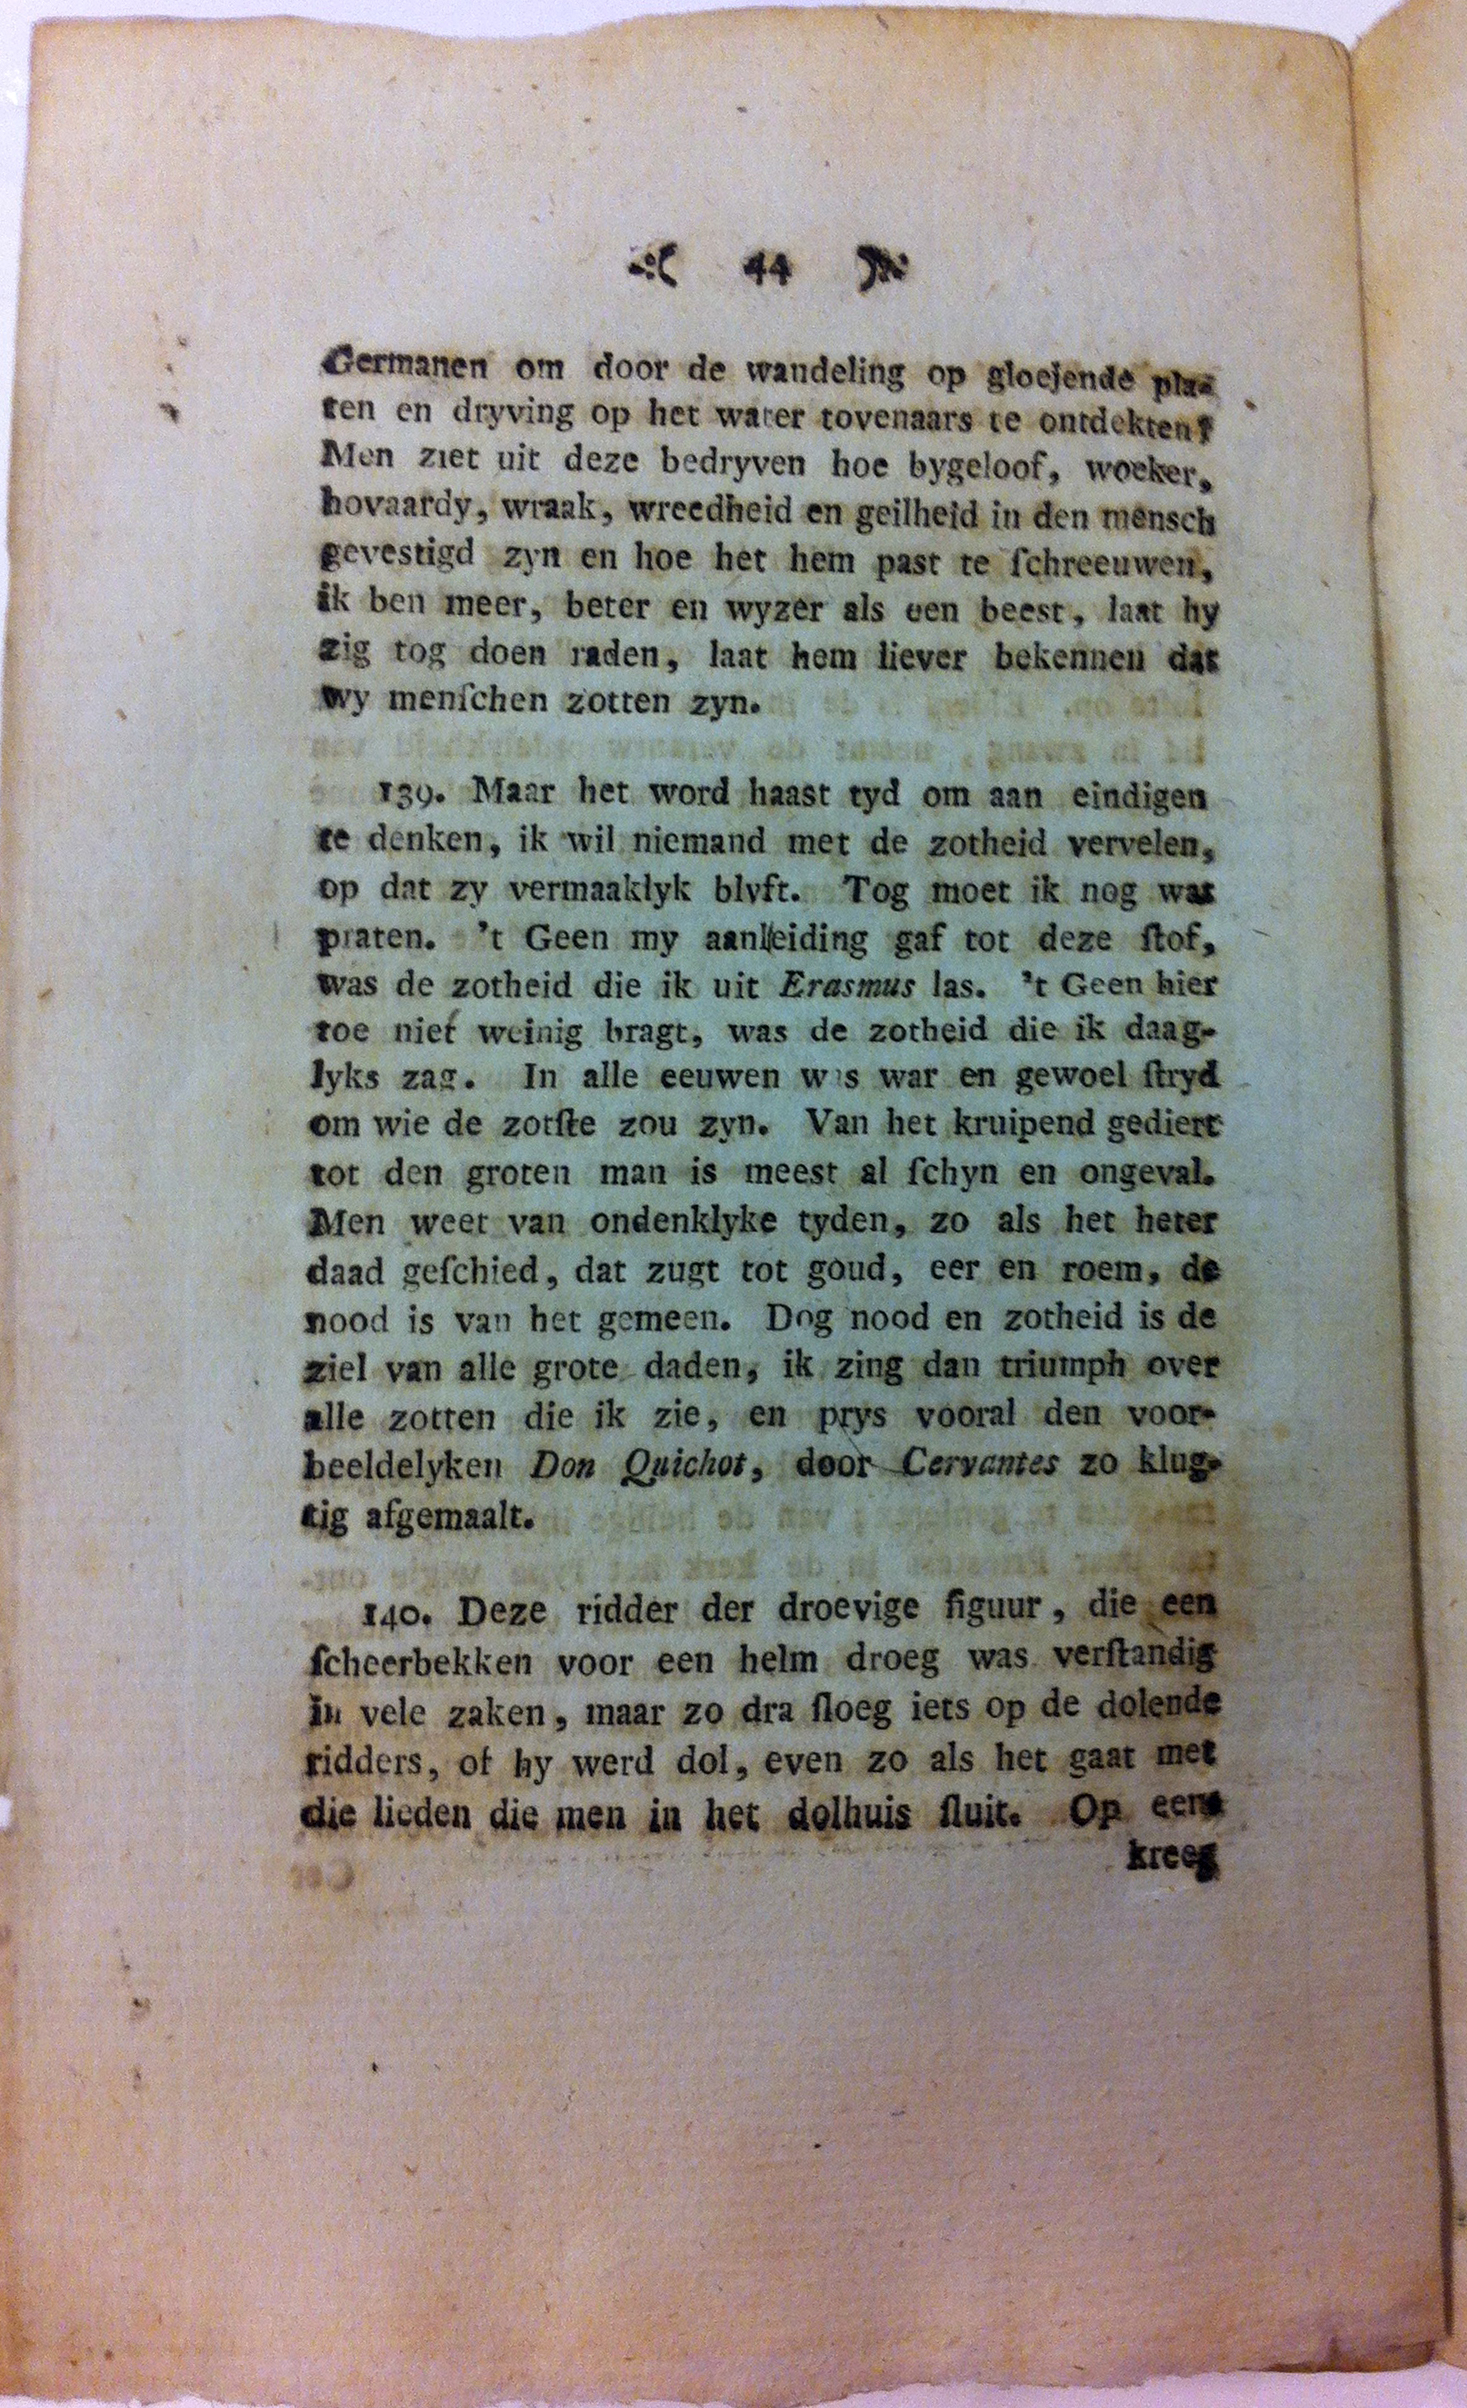 44
Germanen om door de wandeling op gloejende pla-
ten en dryving op het water tovenaars te ontdekten!
Men ziet uit deze bedryven hoe bygeloof, woeker,
hovaardy, wraak, wreedheid en geilheid in den mensch
gevestigd zyn en hoe het hem past te ſchreeuwen,
ik ben meer, beter en wyzer als een beest, laat hy
zig tog doen raden, laat hem liever bekennen dat
wy menſchen zotten zyn.
139. Maar het word haast tyd om aan eindigen
te denken, ik wil niemand met de zotheid vervelen,
op dat zy vermaaklyk blyft. Tog moet ik nog wat
praten. 't Geen my aanleiding gaf tot deze ſtof,
was de zotheid die ik uit Erasmus las. 't Geen hier
toe niet weinig bragt, was de zotheid die ik daag-
lyks zag. In alle eeuwen was war en gewoel ſtryd
om wie de zotſte zou zyn. Van het kruipend gediert
tot den groten man is meest al ſchyn en ongeval.
Men weet van ondenklyke tyden, zo als het heter
daad geſchied, dat zugt tot goud, eer en roem, de
nood is van het gemeen. Dog nood en zotheid is de
ziel van alle grote daden, ik zing dan triumph over
alle zotten die ik zie, en prys vooral den voor-
beeldelyken Don Quichot, door Cervantes zo klug-
tig afgemaalt.
140. Deze ridder der droevige figuur, die een
ſcheerbekken voor een helm droeg was verſtandig
in vele zaken, maar zo dra ſloeg iets op de dolende
ridders, of hy werd dol, even zo als het gaat met
die lieden die men in het dolhuis ſluit. Op eens
kreeg